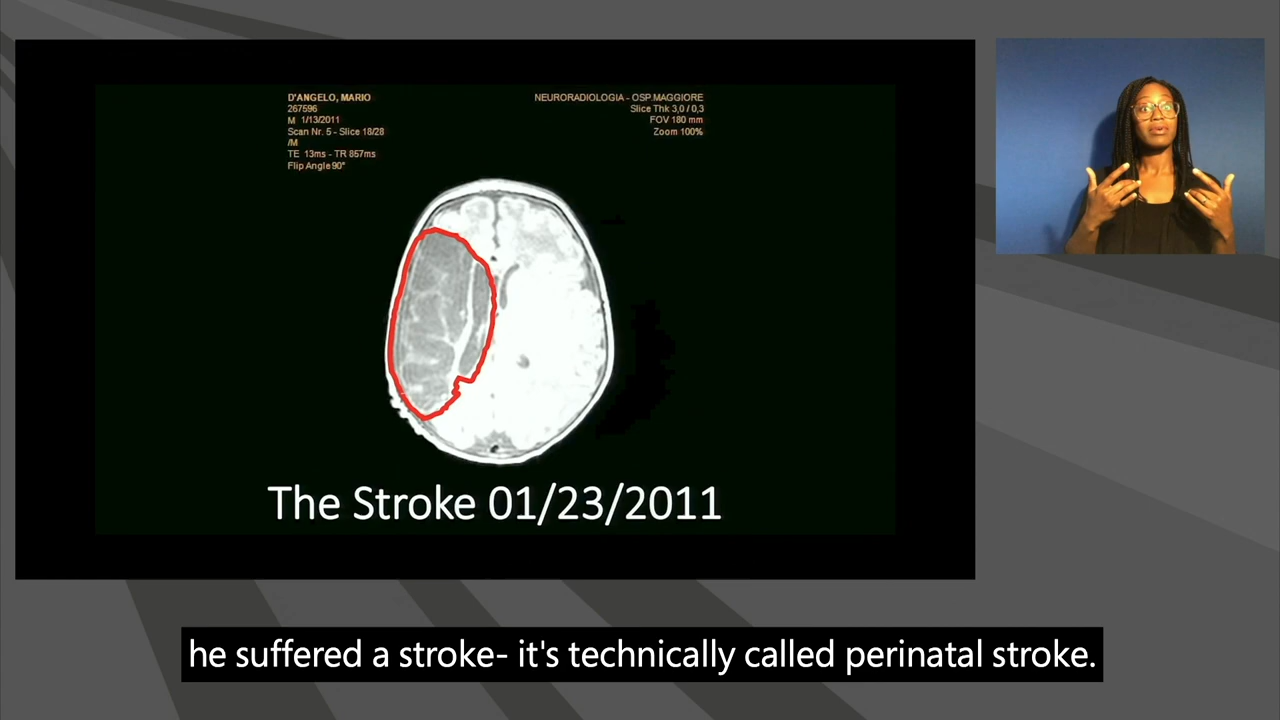 D'ANGELO, MARIO
267596
M 1/13/2011
Scan Nr. 5 - Slice 18/28
/M
TE 13ms - TR 857ms
Flip Angle 90°
NEURORADIOLOGIA - OSP.MAGGIORE
Slice Thk 3,0 / 0,3
FOV 180 mm
Zoom 100%
The Stroke 01/23/2011
he suffered a stroke- it's technically called perinatal stroke.